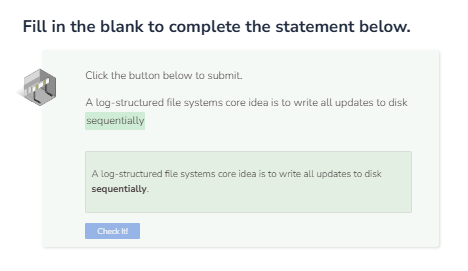 Fill in the blank to complete the statement below.
Click the button below to submit.
A log-structured file systems core idea is to write all updates to disk
sequentially
A log-structured file systems core idea is to write all updates to disk
sequentially.
Check It!